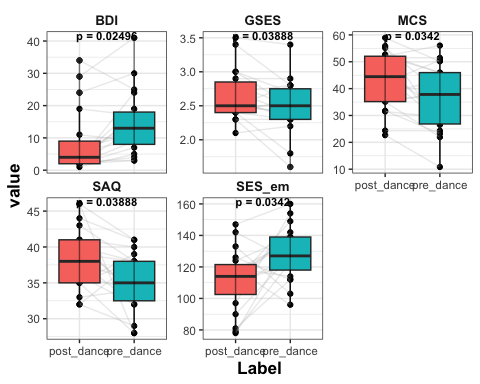 BDI
GSES
MCS
p = 0.02496
p = 0.03888
p = 0.0342
40
30
20
10
0
3.5
3.0
2.5
2.0
60
50
40
30
20
10
post_dance
pre_dance
value
SAQ
SES_em
p = 0.03888
p = 0.0342
45
40
35
30
160
140
120
100
80
post_dance
pre_dance
post_dance
pre_dance
Label